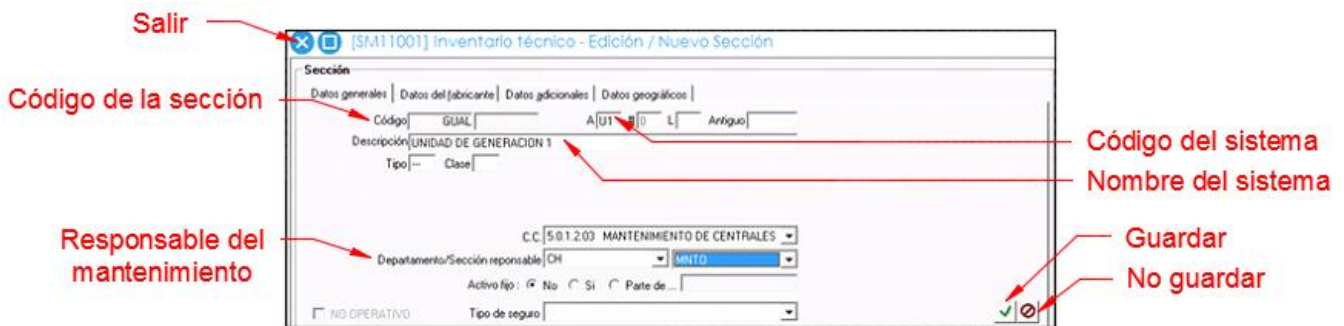 Salir
[SM11001] Inventario técnico - Edición / Nuevo Sección
Sección
Datos generales Datos del fabricante Datos adicionales Datos geográficos
Código de la sección
Código GUAL A U1 # 0 L Antiguo
Código del sistema
Descripción UNIDAD DE GENERACION 1
Tipo --- Clase
Nombre del sistema
C.C. 5.0.1.2.03 MANTENIMIENTO DE CENTRALES
Responsable del
mantenimiento
Departamento/Sección reponsable CH MNTO
Guardar
Activo fijo : No Si Parte de ...
No guardar
NO OPERATIVO Tipo de seguro